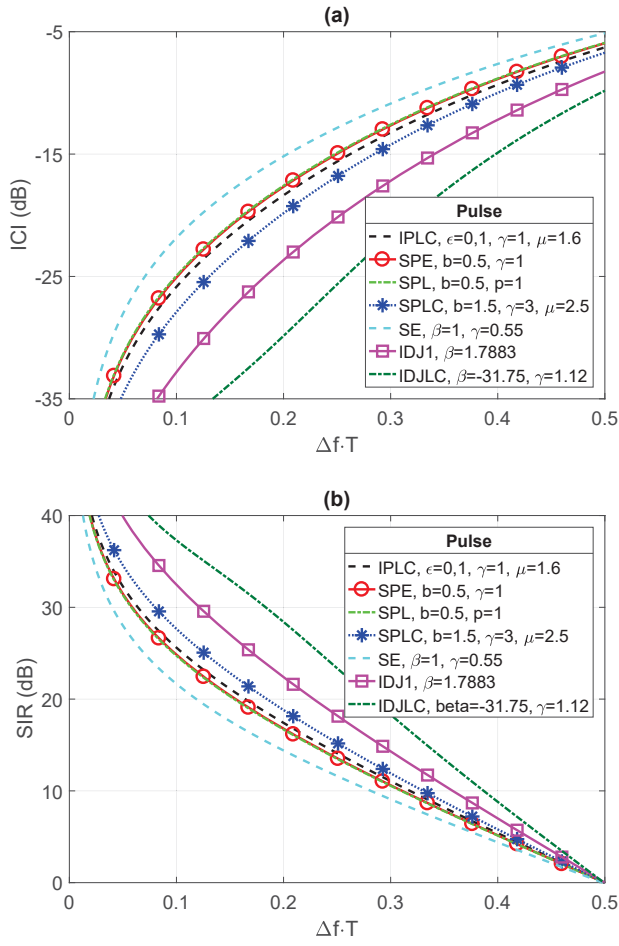 (a)
-5
-15
-25
-35
ICI (dB)
0
0.1
0.2
0.3
0.4
0.5
Δf·T
Pulse
IPLC, ϵ=0,1, γ=1, μ=1.6
SPE, b=0.5, γ=1
SPL, b=0.5, p=1
SPLC, b=1.5, γ=3, μ=2.5
SE, β=1, γ=0.55
IDJ1, β=1.7883
IDJLC, β=-31.75, γ=1.12
(b)
40
30
20
10
0
SIR (dB)
0
0.1
0.2
0.3
0.4
0.5
Δf·T
Pulse
IPLC, ϵ=0,1, γ=1, μ=1.6
SPE, b=0.5, γ=1
SPL, b=0.5, p=1
SPLC, b=1.5, γ=3, μ=2.5
SE, β=1, γ=0.55
IDJ1, β=1.7883
IDJLC, beta=-31.75, γ=1.12